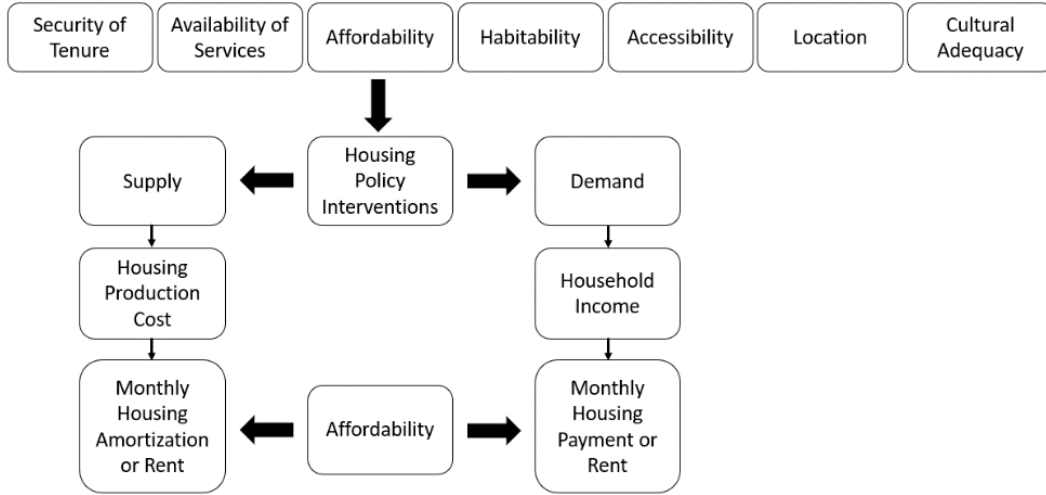 Security of
Tenure
Availability of
Services
Affordability
Habitability
Accessibility
Location
Cultural
Adequacy
Supply
Housing
Policy
Interventions
Demand
Housing
Production
Cost
Household
Income
Monthly
Housing
Amortization
or Rent
Affordability
Monthly
Housing
Payment or
Rent